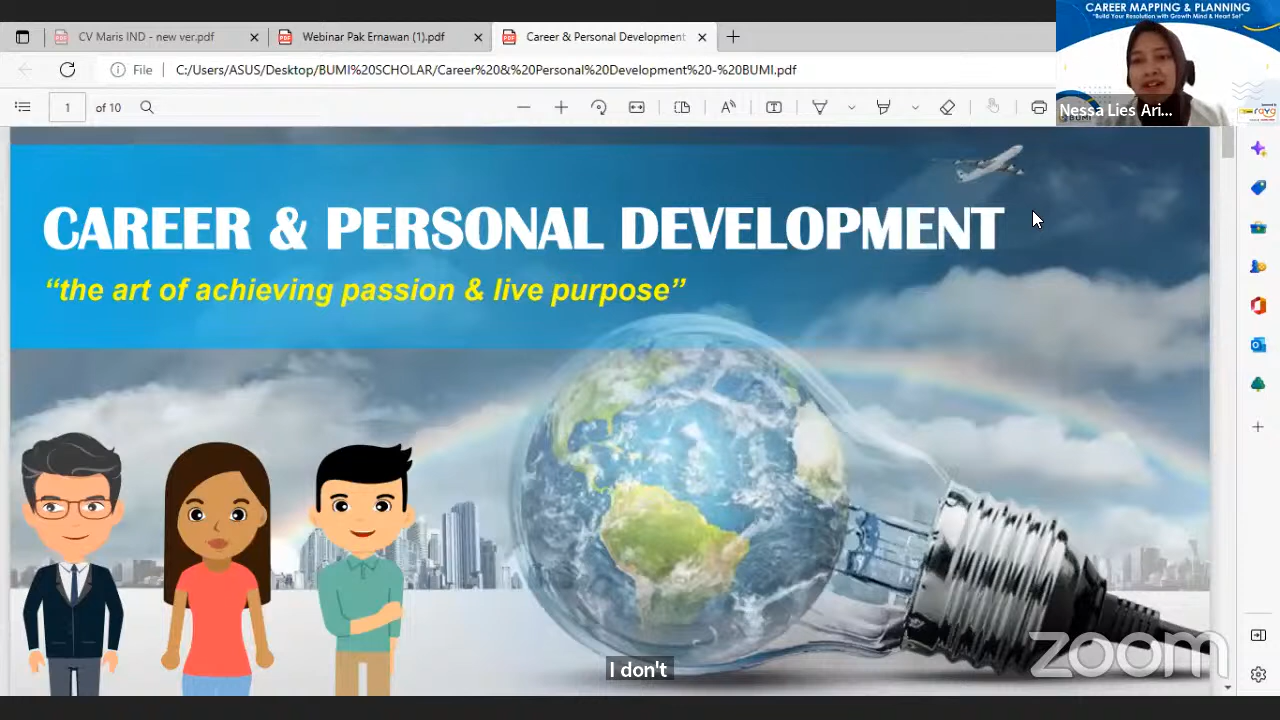 CV Maris IND - new ver.pdf
Webinar Pak Ernawan (1).pdf
Career & Personal Development
File
C:/Users/ASUS/Desktop/BUMI%20SCHOLAR/Career%20&%20Personal%20Development%20-%20BUMI.pdf
1 of 10
CAREER MAPPING & PLANNING
"Build Your Resolution with Growth Mind & Heart Set"
Nessa Lies Ari...
BUMI
raya
CAREER & PERSONAL DEVELOPMENT
“the art of achieving passion & live purpose”
I don't
zoom